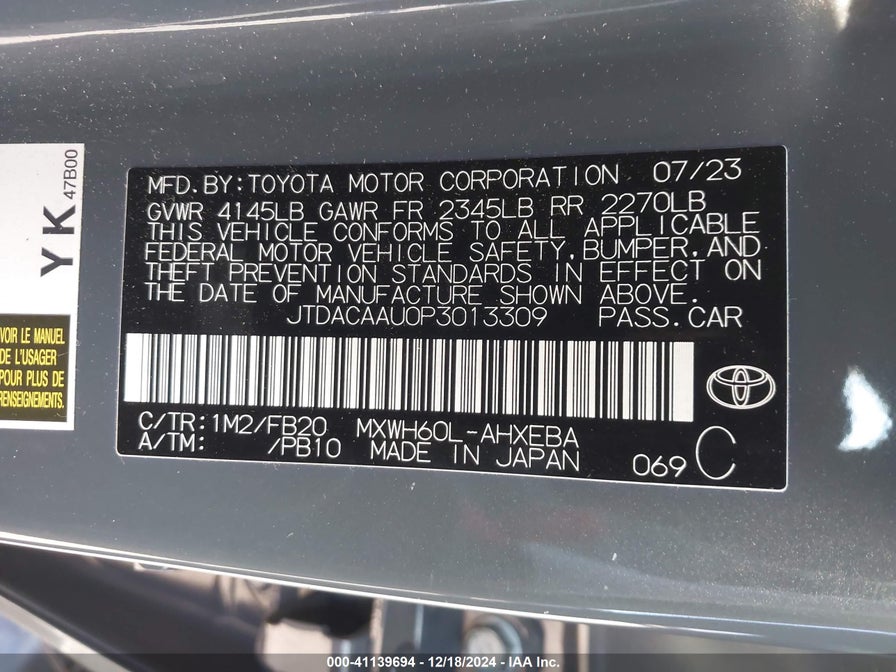 YK 47B00
VOIR LE MANUEL
DE L'USAGER
POUR PLUS DE
RENSEIGNEMENTS.
MFD.BY:TOYOTA MOTOR CORPORATION 07/23
GVWR 4145LB GAWR FR 2345LB RR 2270LB
THIS VEHICLE CONFORMS TO ALL APPLICABLE
FEDERAL MOTOR VEHICLE SAFETY,BUMPER,AND
THEFT PREVENTION STANDARDS IN EFFECT ON
THE DATE OF MANUFACTURE SHOWN ABOVE.
JTDACAAU0P3013309 PASS.CAR
C/TR:1M2/FB20 MXWH60L-AHXEBA
A/TM: /PB10 MADE IN JAPAN 069 C
000-41139694 - 12/18/2024 - IAA Inc.